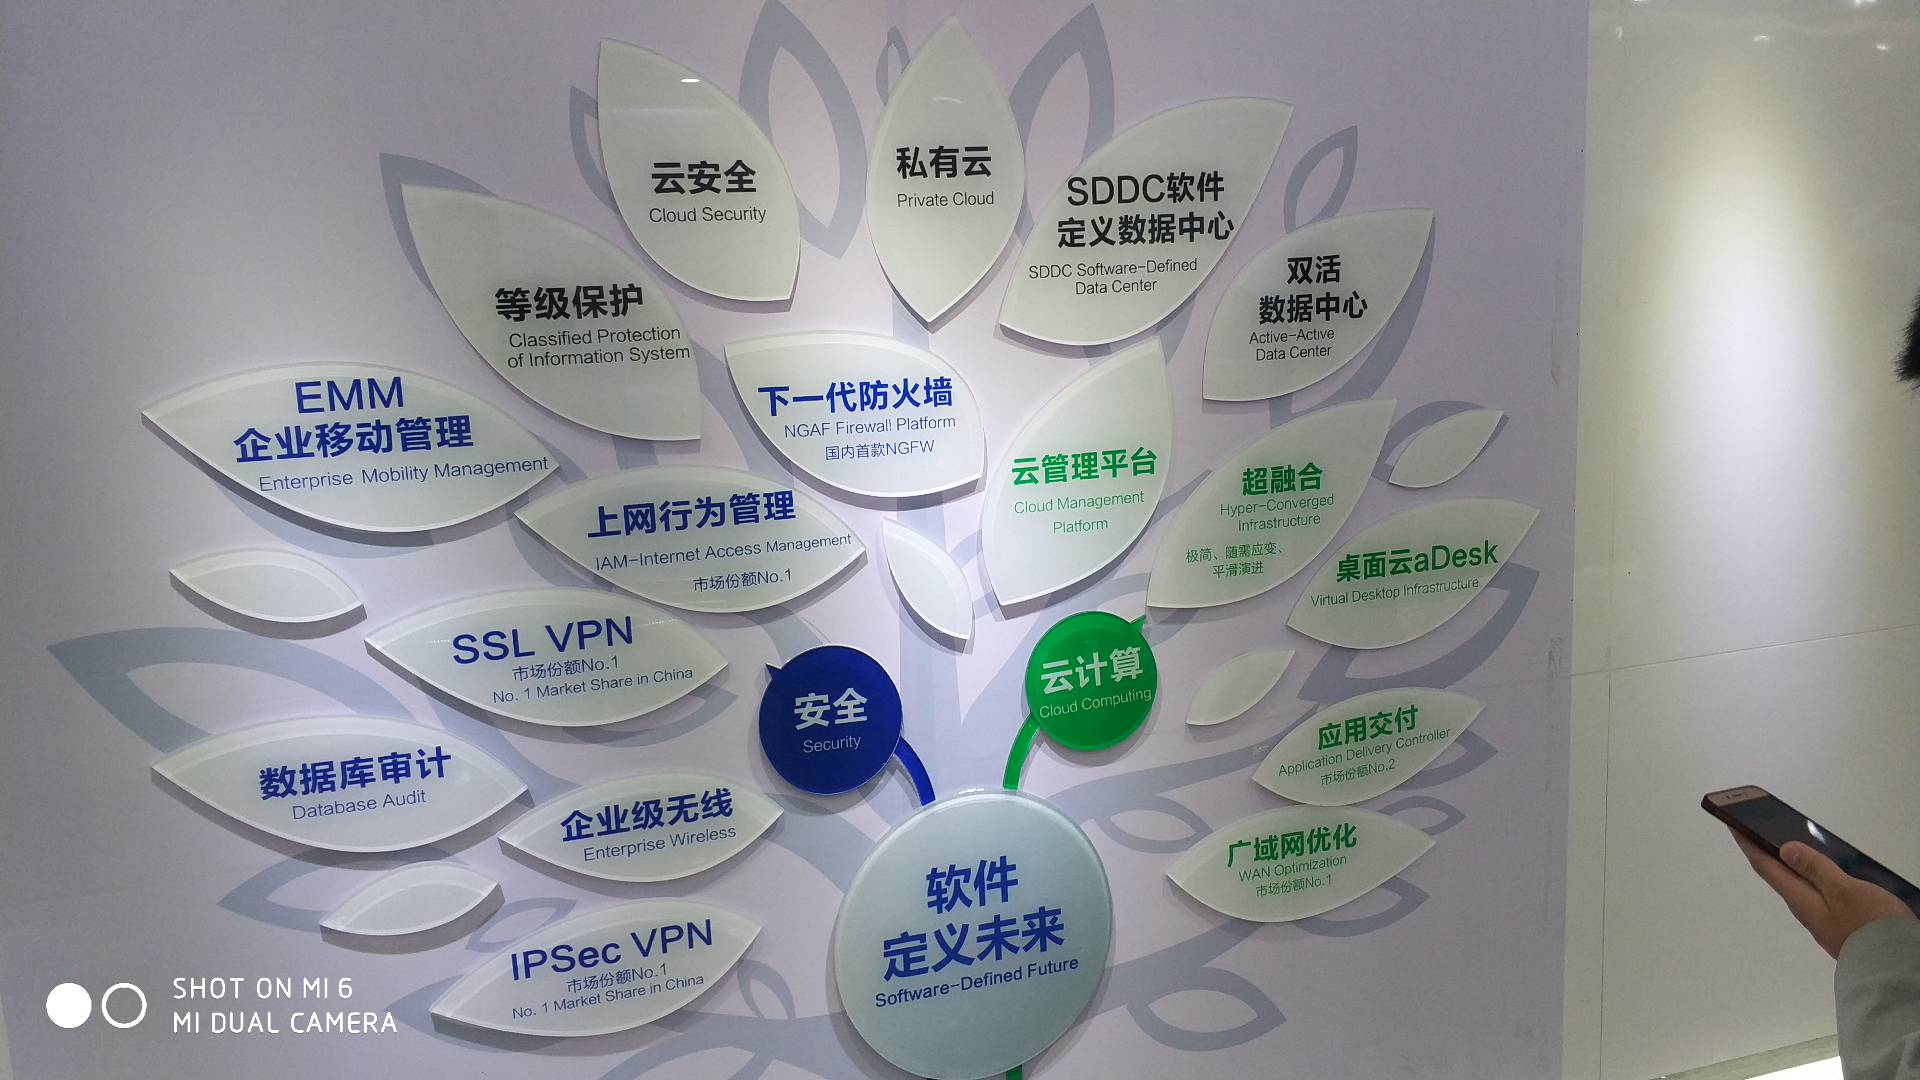 云安全
Cloud Security
私有云
Private Cloud
SDDC软件
定义数据中心
SDDC Software-Defined
Data Center
双活
数据中心
Active-Active
Data Center
等级保护
Classified Protection
of Information System
EMM
企业移动管理
Enterprise Mobility Management
下一代防火墙
NGAF Firewall Platform
国内首款NGFW
云管理平台
Cloud Management
Platform
超融合
Hyper-Converged
Infrastructure
极简、随需应变、
平滑演进
上网行为管理
IAM-Internet Access Management
市场份额No.1
桌面云aDesk
Virtual Desktop Infrastructure
SSL VPN
市场份额No.1
No. 1 Market Share in China
安全
Security
云计算
Cloud Computing
应用交付
Application Delivery Controller
市场份额No.2
数据库审计
Database Audit
企业级无线
Enterprise Wireless
广域网优化
WAN Optimization
市场份额No.1
IPSec VPN
市场份额No.1
No. 1 Market Share in China
软件
定义未来
Software-Defined Future
SHOT ON MI 6
MI DUAL CAMERA